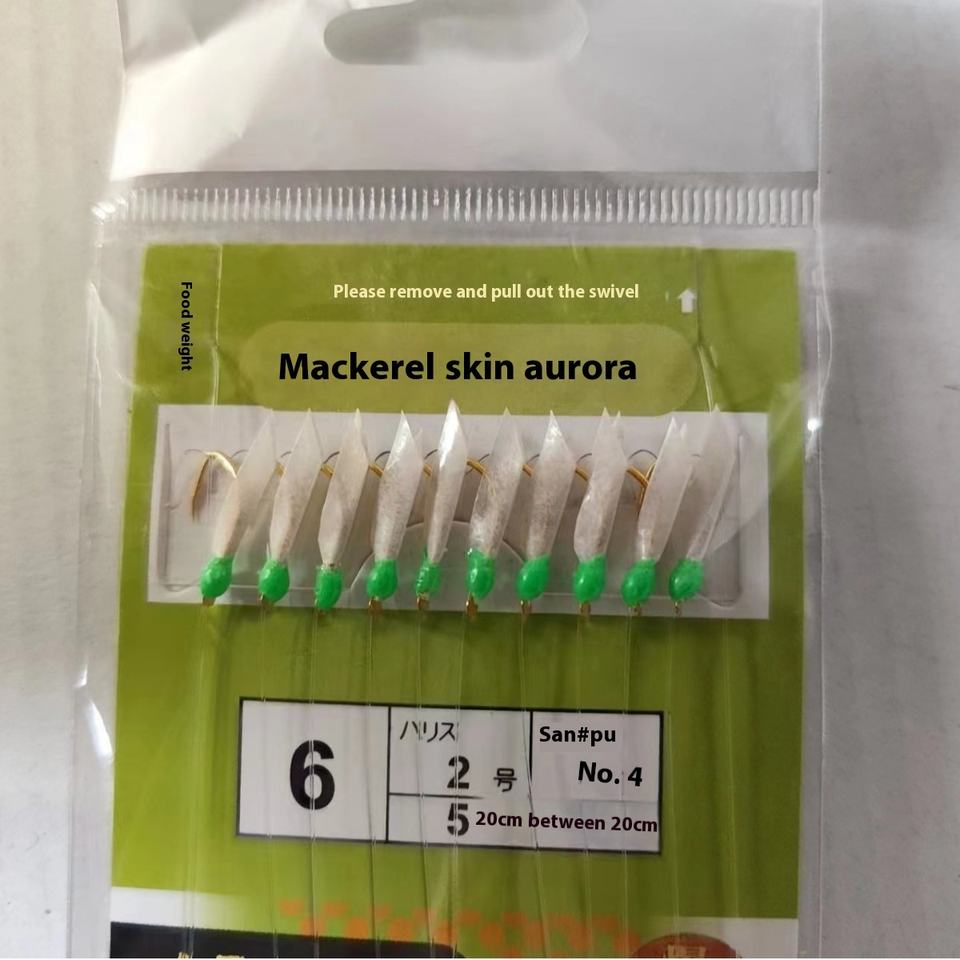 Please remove and pull out the swivel
Food weight
Mackerel skin aurora
6
ハリス
2 号
5
San#pu
No. 4
20cm between 20cm